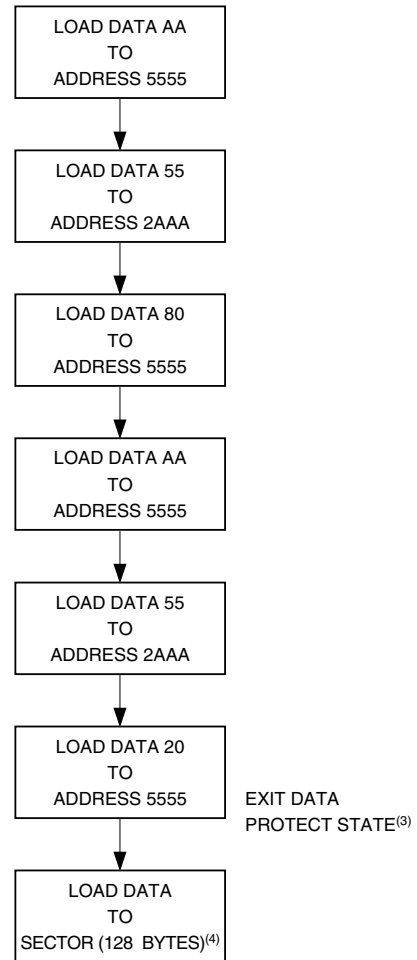 LOAD DATA AA
TO
ADDRESS 5555
LOAD DATA 55
TO
ADDRESS 2AAA
LOAD DATA 80
TO
ADDRESS 5555
LOAD DATA AA
TO
ADDRESS 5555
LOAD DATA 55
TO
ADDRESS 2AAA
LOAD DATA 20
TO
ADDRESS 5555
EXIT DATA
PROTECT STATE(3)
LOAD DATA
TO
SECTOR (128 BYTES)(4)